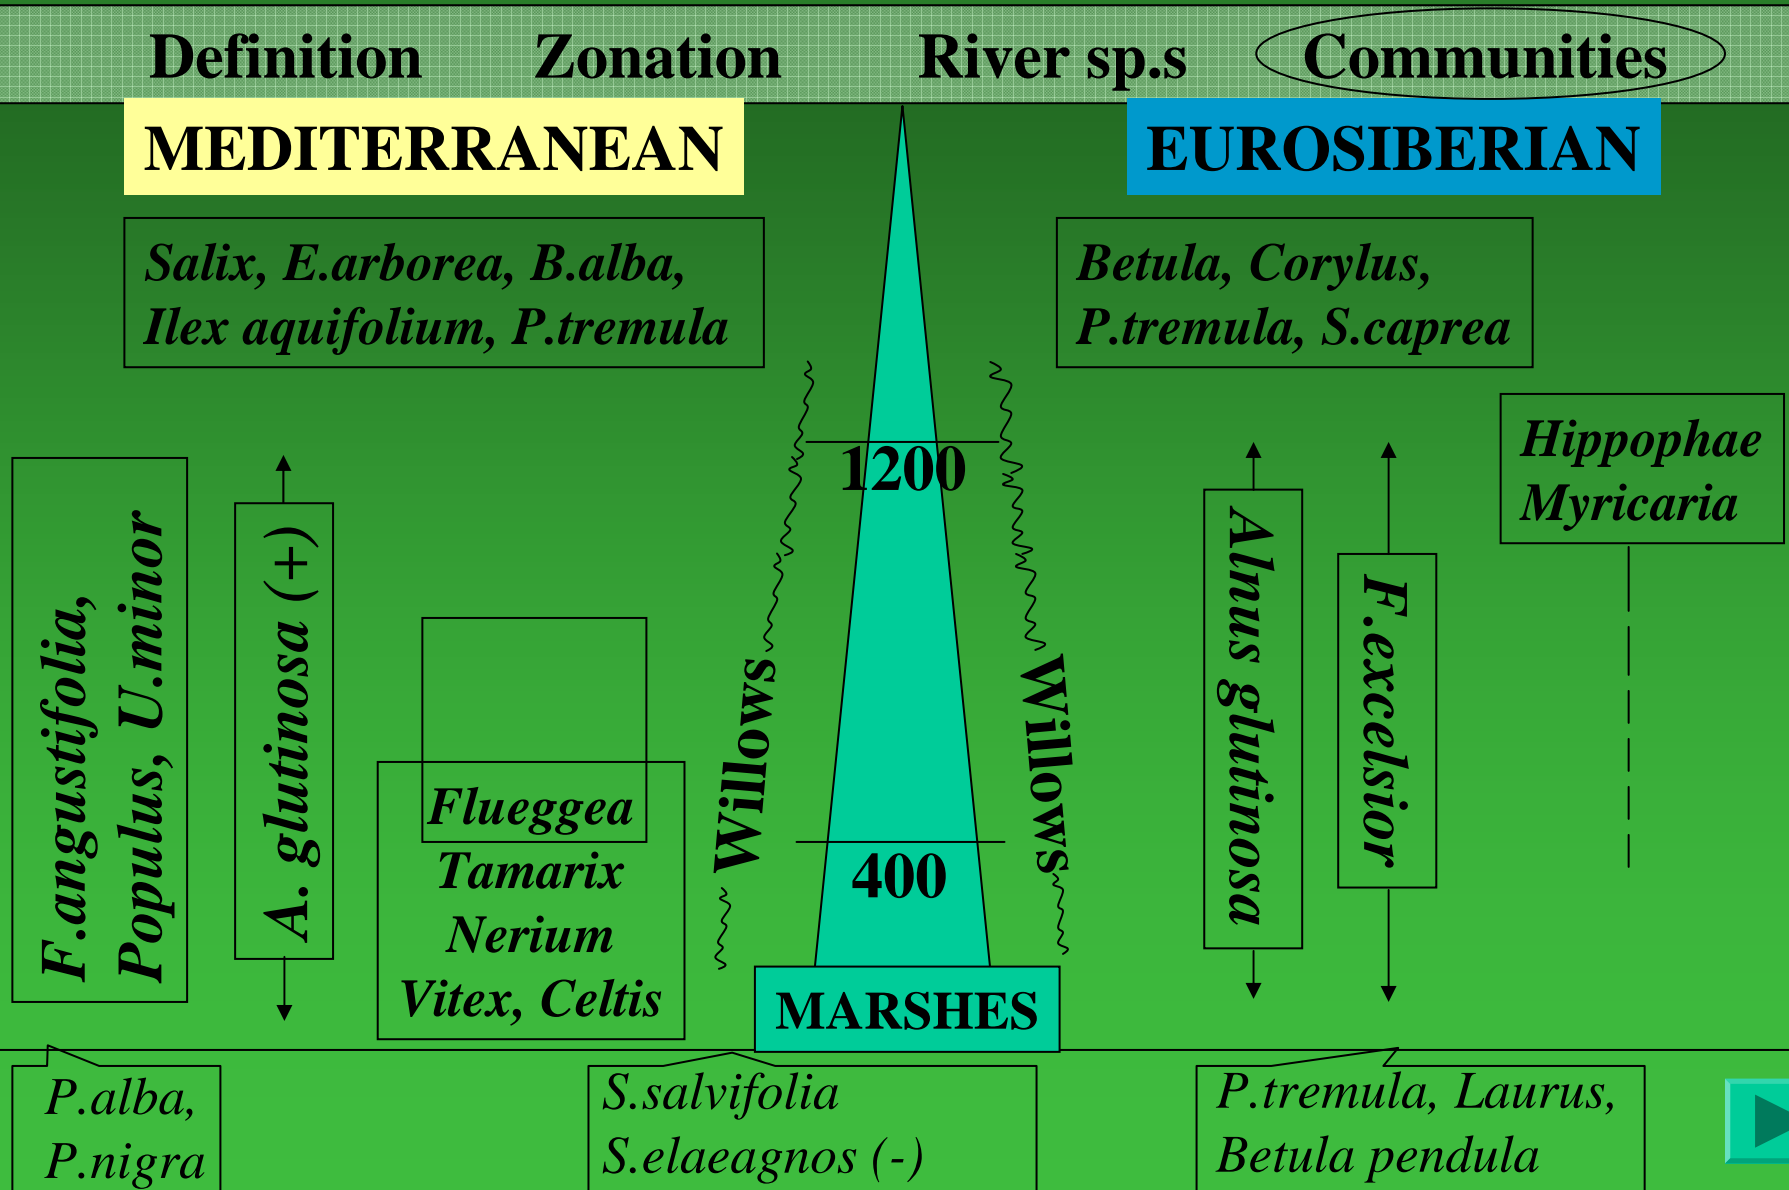 Definition Zonation River sp.s Communities
MEDITERRANEAN
EUROSIBERIAN
Salix, E.arborea, B.alba,
Ilex aquifolium, P.tremula
Betula, Corylus,
P.tremula, S.caprea
Hippophae
Myricaria
1200
F.angustifolia,
Populus, U.minor
A. glutinosa (+)
Flueggea
Tamarix
Nerium
Vitex, Celtis
Willows
Willows
Alnus glutinosa
F.excelsior
400
MARSHES
P.alba,
P.nigra
S.salvifolia
S.elaeagnos (-)
P.tremula, Laurus,
Betula pendula